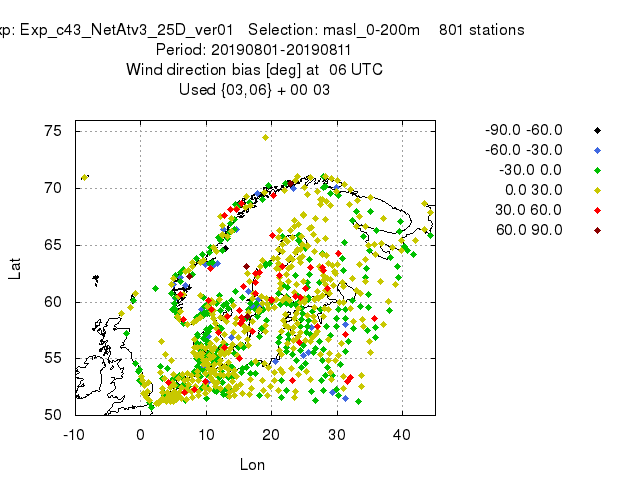 xp: Exp_c43_NetAtv3_25D_ver01 Selection: masl_0-200m 801 stations
Period: 20190801-20190811
Wind direction bias [deg] at 06 UTC
Used {03,06} + 00 03
-90.0 -60.0
-60.0 -30.0
-30.0 0.0
0.0 30.0
30.0 60.0
60.0 90.0
75
70
65
60
55
50
Lat
-10 0 10 20 30 40
Lon